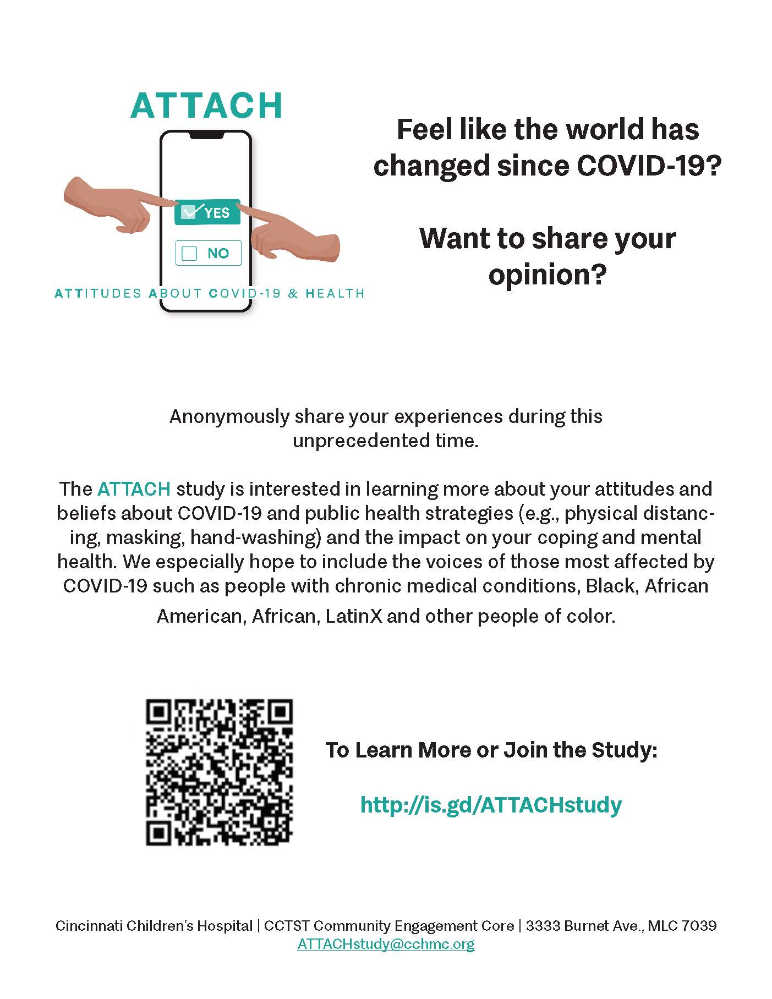 ATTACH
YES
NO
ATTITUDES ABOUT COVID-19 & HEALTH
Feel like the world has
changed since COVID-19?
Want to share your
opinion?
Anonymously share your experiences during this
unprecedented time.
The ATTACH study is interested in learning more about your attitudes and
beliefs about COVID-19 and public health strategies (e.g., physical distanc-
ing, masking, hand-washing) and the impact on your coping and mental
health. We especially hope to include the voices of those most affected by
COVID-19 such as people with chronic medical conditions, Black, African
American, African, LatinX and other people of color.
To Learn More or Join the Study:
http://is.gd/ATTACHstudy
Cincinnati Children’s Hospital | CCTST Community Engagement Core | 3333 Burnet Ave., MLC 7039
ATTACHstudy@cchmc.org